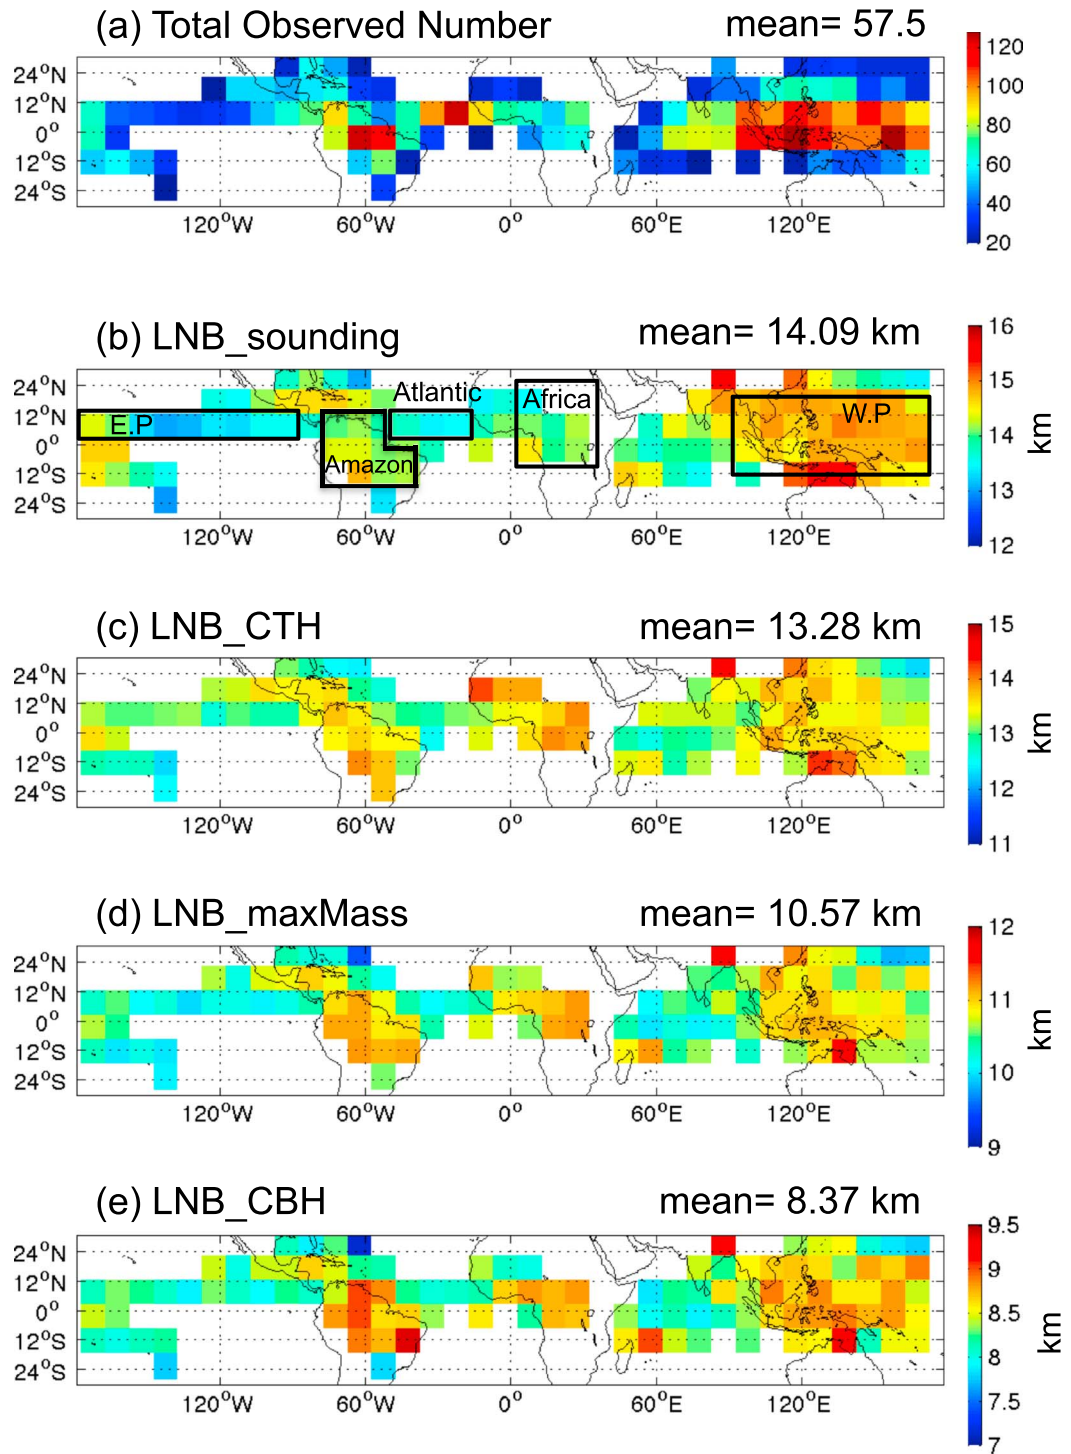 (a) Total Observed Number mean= 57.5
24°N
12°N
0°
12°S
24°S
120°W 60°W 0° 60°E 120°E
120
100
80
60
40
20
(b) LNB_sounding mean= 14.09 km
24°N
12°N
0°
12°S
24°S
E.P
Amazon
Atlantic
Africa
W.P
120°W 60°W 0° 60°E 120°E
16
15
14
13
12
km
(c) LNB_CTH mean= 13.28 km
24°N
12°N
0°
12°S
24°S
120°W 60°W 0° 60°E 120°E
15
14
13
12
11
km
(d) LNB_maxMass mean= 10.57 km
24°N
12°N
0°
12°S
24°S
120°W 60°W 0° 60°E 120°E
12
11
10
9
km
(e) LNB_CBH mean= 8.37 km
24°N
12°N
0°
12°S
24°S
120°W 60°W 0° 60°E 120°E
9.5
9
8.5
8
7.5
7
km